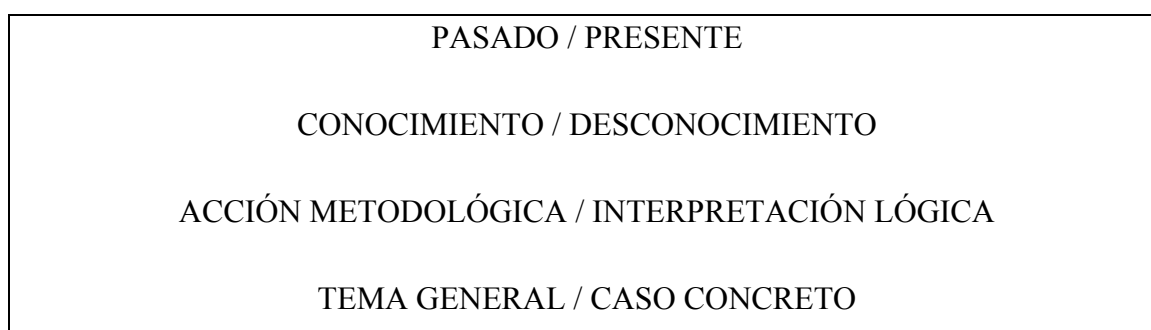 PASADO / PRESENTE
CONOCIMIENTO / DESCONOCIMIENTO
ACCIÓN METODOLÓGICA / INTERPRETACIÓN LÓGICA
TEMA GENERAL / CASO CONCRETO